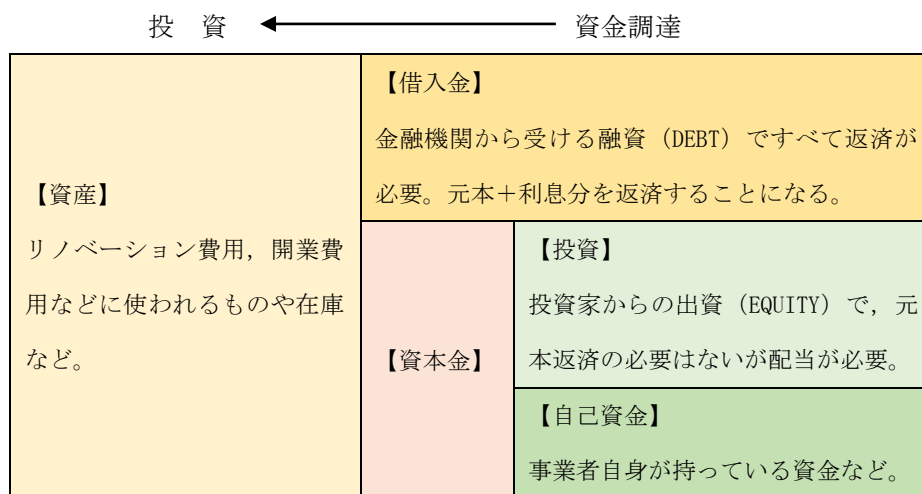 投　資 資金調達
【借入金】
金融機関から受ける融資（DEBT）ですべて返済が
必要。元本＋利息分を返済することになる。
【資産】
リノベーション費用，開業費
用などに使われるものや在庫
など。
【資本金】
【投資】
投資家からの出資（EQUITY）で，元
本返済の必要はないが配当が必要。
【自己資金】
事業者自身が持っている資金など。